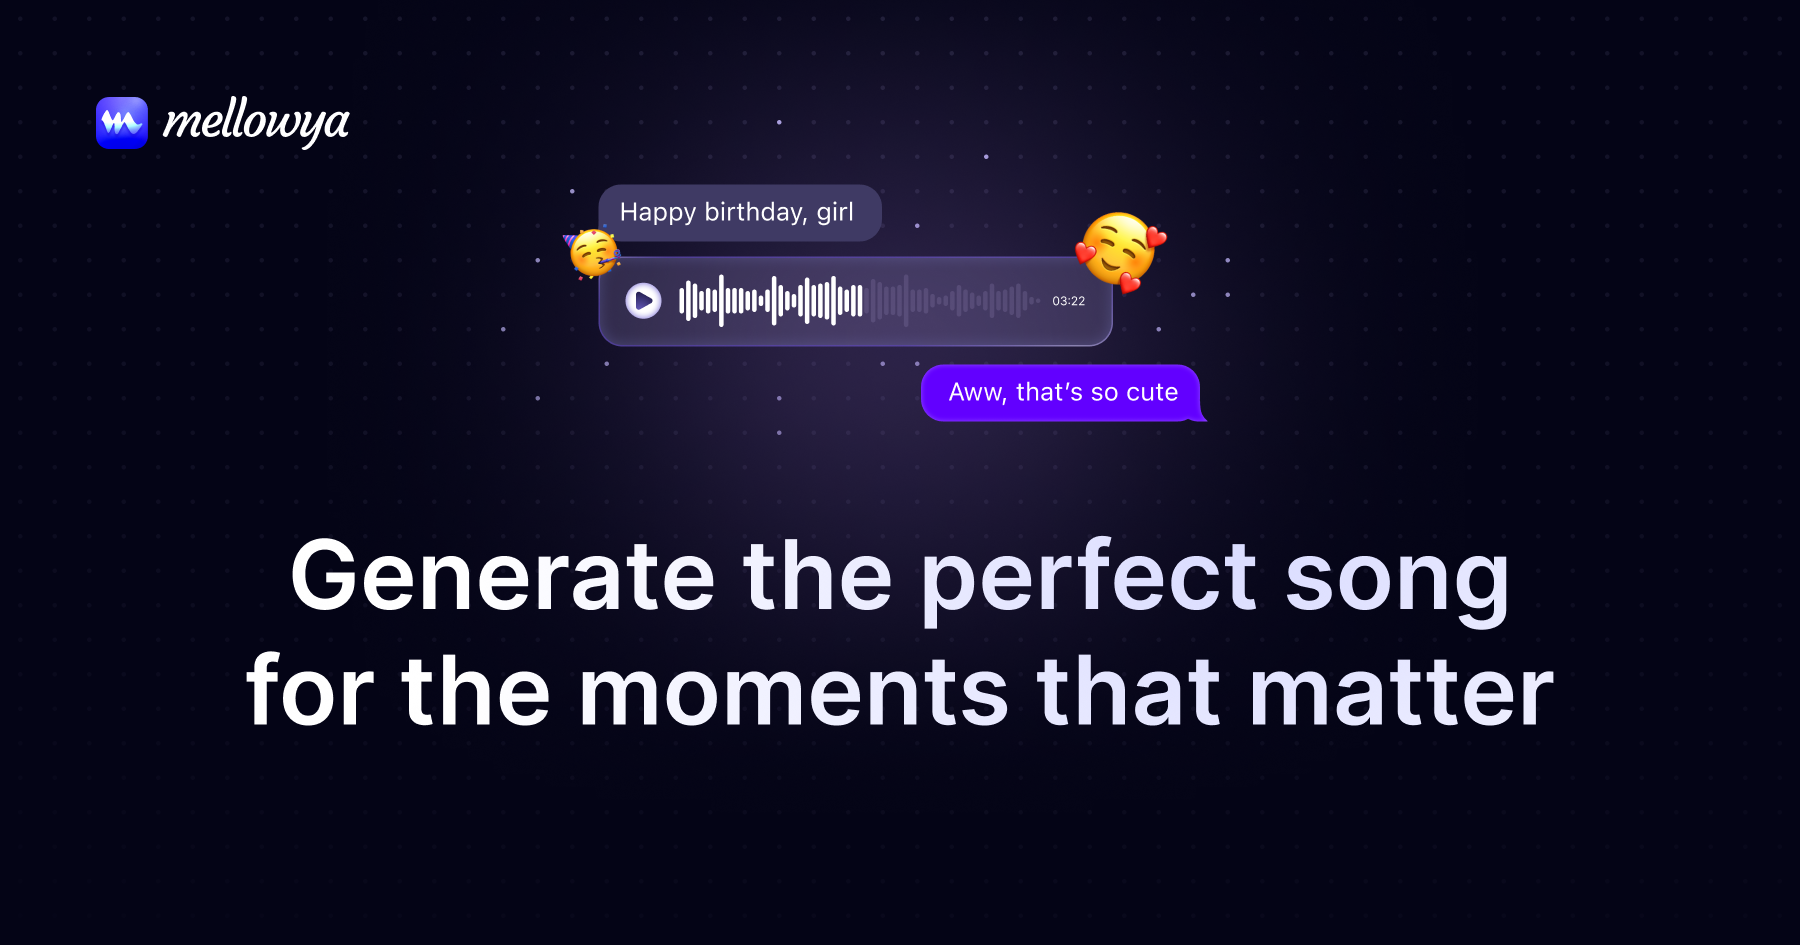 mellowya
Happy birthday, girl
03:22
Aww, that’s so cute
Generate the perfect song
for the moments that matter